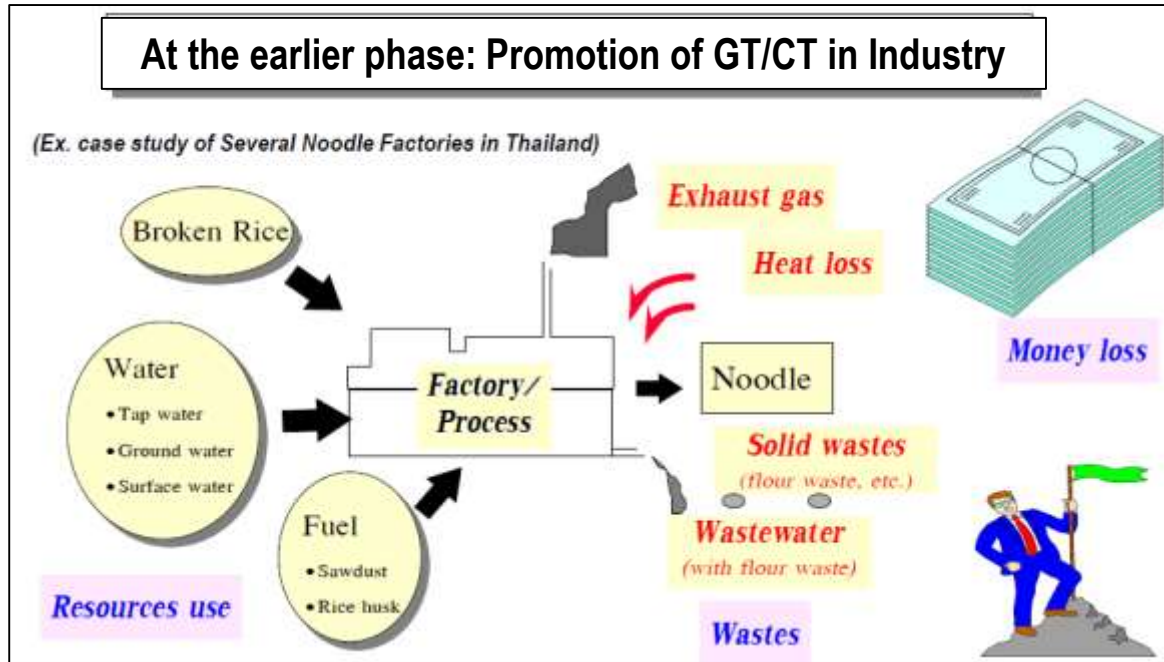 At the earlier phase: Promotion of GT/CT in Industry
(Ex. case study of Several Noodle Factories in Thailand)
Broken Rice
Water
• Tap water
• Ground water
• Surface water
Fuel
• Sawdust
• Rice husk
Resources use
Factory/
Process
Exhaust gas
Heat loss
Noodle
Solid wastes
(flour waste, etc.)
Wastewater
(with flour waste)
Wastes
Money loss